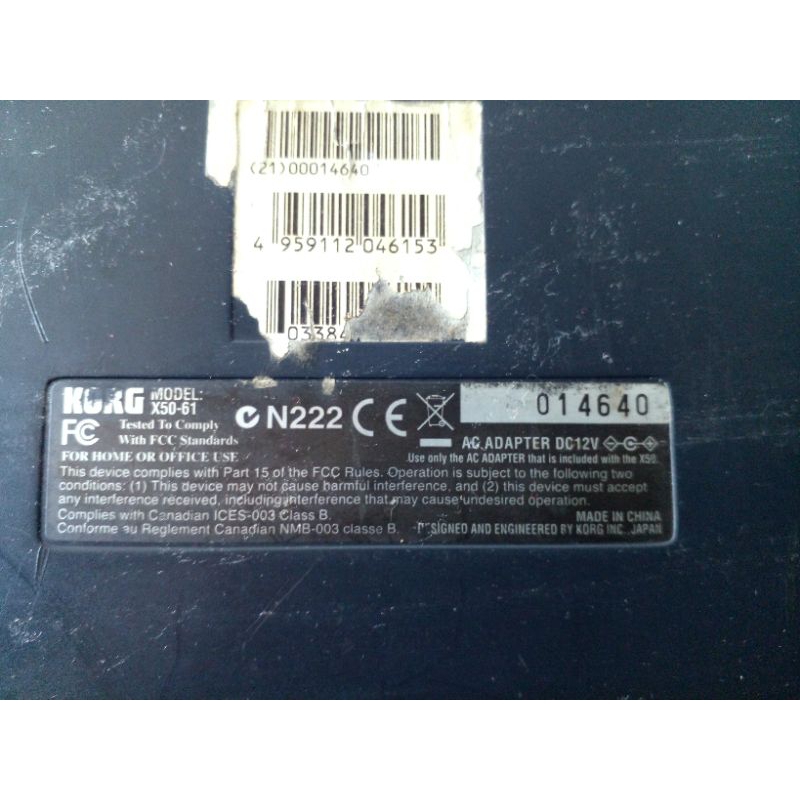 (21)00014640
4 959112 046153
0338
KORG MODEL:
X50-61
FC Tested To Comply
With FCC Standards
FOR HOME OR OFFICE USE
N222 CE
014640
AC ADAPTER DC12V
Use only the AC ADAPTER that is included with the X50.
This device complies with Part 15 of the FCC Rules. Operation is subject to the following two
conditions: (1) This device may not cause harmful interference, and (2) this device must accept
any interference received, including interference that may cause undesired operation.
Complies with Canadian ICES-003 Class B.
Conforme au Reglement Canadian NMB-003 classe B.
MADE IN CHINA
DESIGNED AND ENGINEERED BY KORG INC. JAPAN